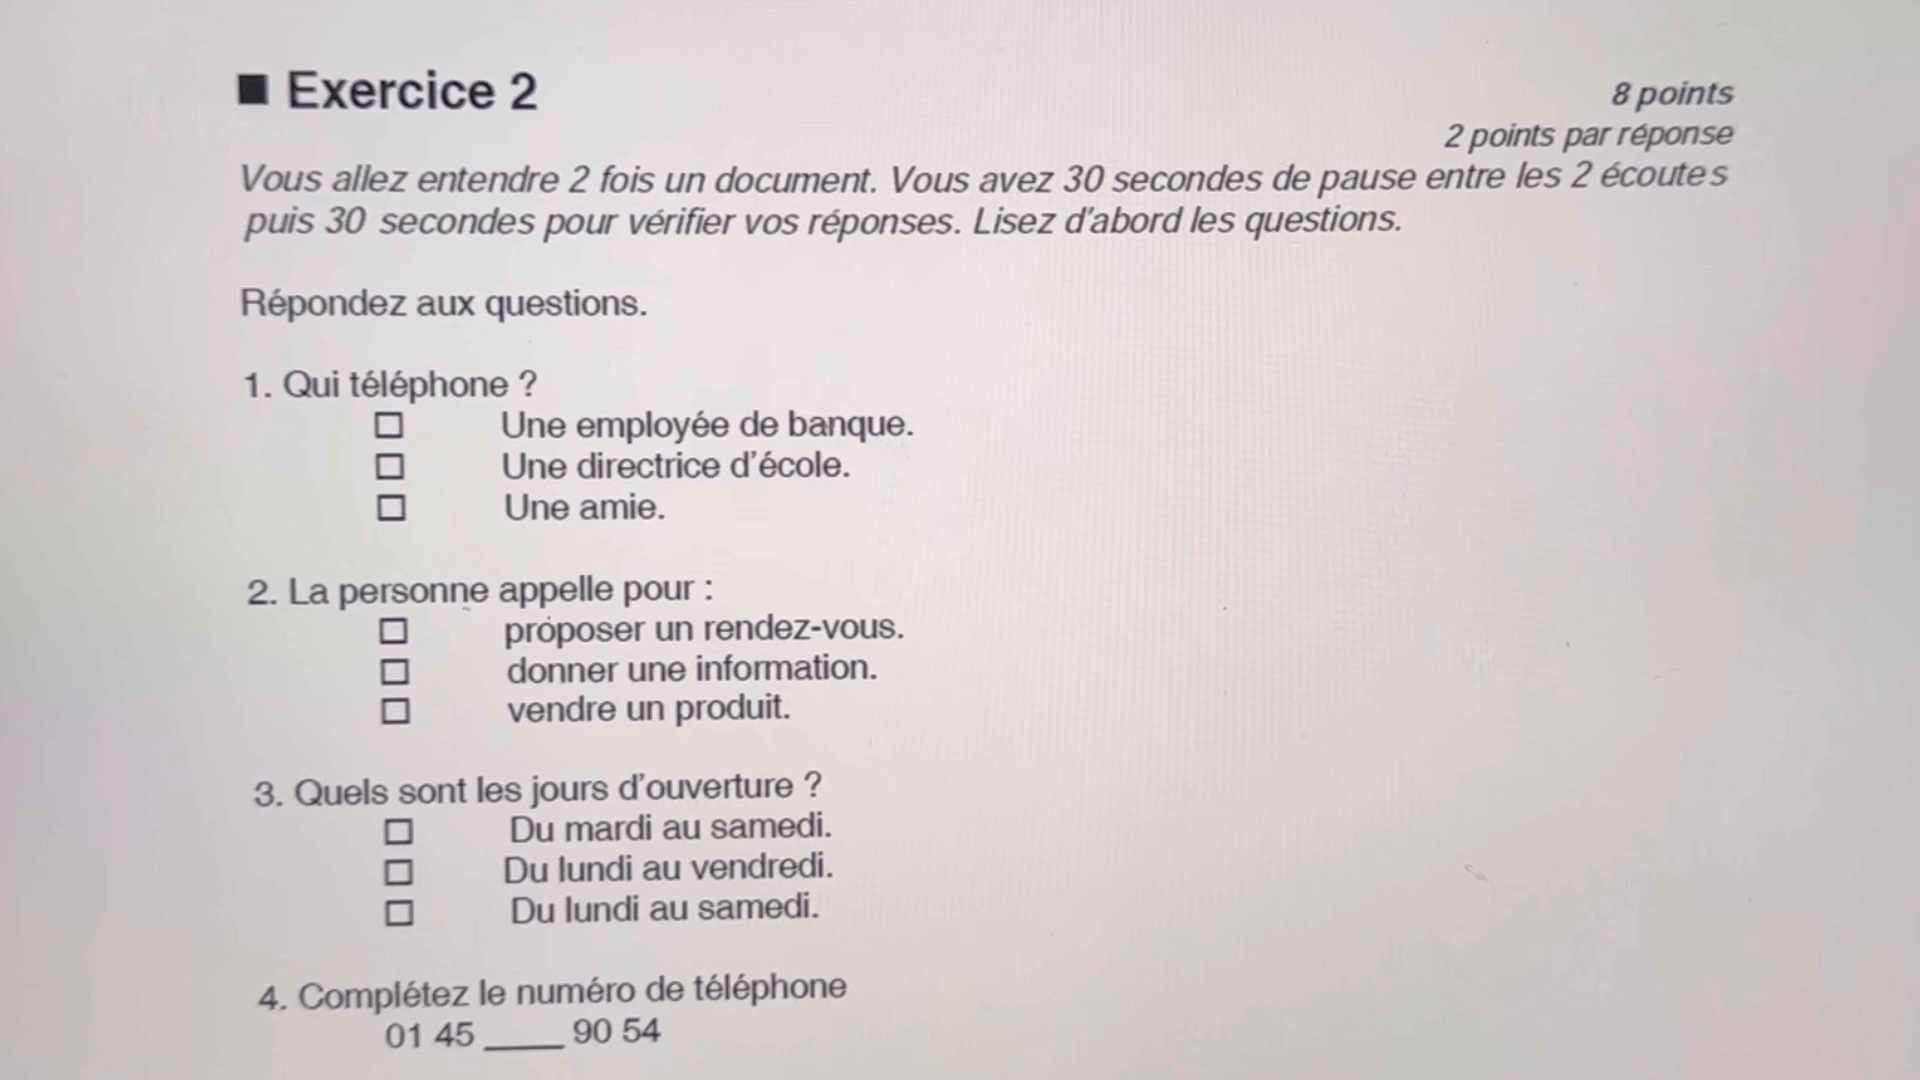 ■ Exercice 2
8 points
2 points par réponse
Vous allez entendre 2 fois un document. Vous avez 30 secondes de pause entre les 2 écoutes
puis 30 secondes pour vérifier vos réponses. Lisez d'abord les questions.
Répondez aux questions.
1. Qui téléphone ?
☐ Une employée de banque.
☐ Une directrice d'école.
☐ Une amie.
2. La personne appelle pour :
☐ proposer un rendez-vous.
☐ donner une information.
☐ vendre un produit.
3. Quels sont les jours d'ouverture ?
☐ Du mardi au samedi.
☐ Du lundi au vendredi.
☐ Du lundi au samedi.
4. Complétez le numéro de téléphone
01 45 ____ 90 54